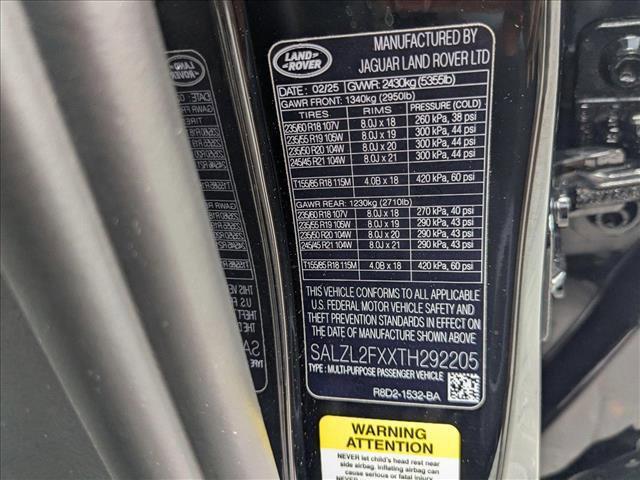 LAND
ROVER
MANUFACTURED BY
JAGUAR LAND ROVER LTD
DATE: 02/25 GVWR: 2430kg (5355lb)
GAWR FRONT: 1340kg (2950lb)
TIRES RIMS PRESSURE (COLD)
235/60 R18 107V 8.0J x 18 260 kPa, 38 psi
235/55 R19 105W 8.0J x 19 300 kPa, 44 psi
235/50 R20 104W 8.0J x 20 300 kPa, 44 psi
245/45 R21 104W 8.0J x 21 300 kPa, 44 psi
T155/85 R18 115M 4.0B x 18 420 kPa, 60 psi
GAWR REAR: 1230kg (2710lb)
235/60 R18 107V 8.0J x 18 270 kPa, 40 psi
235/55 R19 105W 8.0J x 19 290 kPa, 43 psi
235/50 R20 104W 8.0J x 20 290 kPa, 43 psi
245/45 R21 104W 8.0J x 21 290 kPa, 43 psi
T155/85 R18 115M 4.0B x 18 420 kPa, 60 psi
THIS VEHICLE CONFORMS TO ALL APPLICABLE
U.S. FEDERAL MOTOR VEHICLE SAFETY AND
THEFT PREVENTION STANDARDS IN EFFECT ON
THE DATE OF MANUFACTURE SHOWN ABOVE
SALZL2FXXTH292205
TYPE: MULTI-PURPOSE PASSENGER VEHICLE
R8D2-1532-BA
WARNING
ATTENTION
NEVER let child's head rest near
side airbag. Inflating airbag can
cause serious or fatal injury